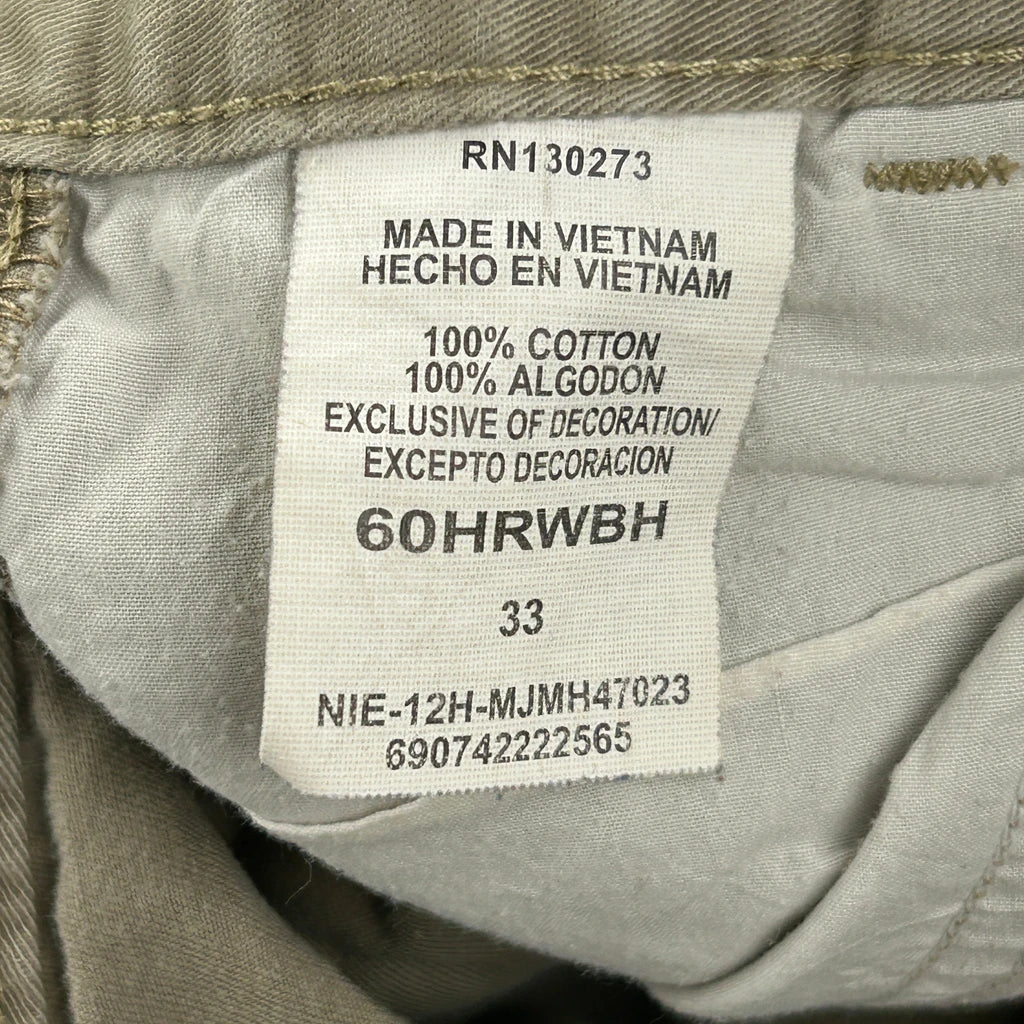 RN130273
MADE IN VIETNAM
HECHO EN VIETNAM
100% COTTON
100% ALGODON
EXCLUSIVE OF DECORATION/
EXCEPTO DECORACION
60HRWBH
33
NIE-12H-MJMH47023
690742222565